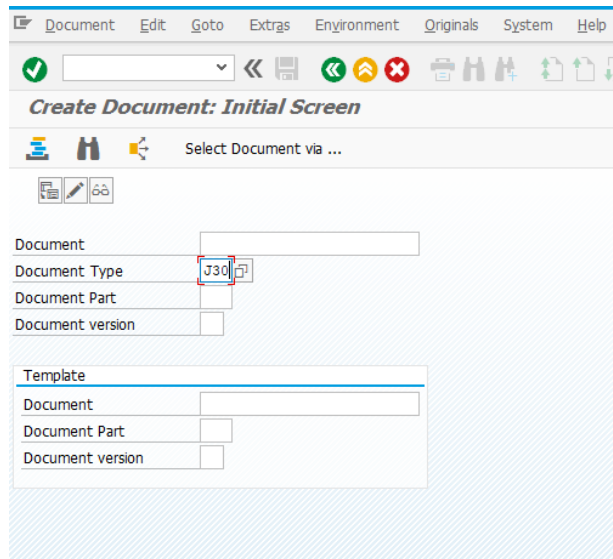 Document Edit Goto Extras Environment Originals System Help
Create Document: Initial Screen
Select Document via ...
Document
Document Type J30
Document Part
Document version
Template
Document
Document Part
Document version